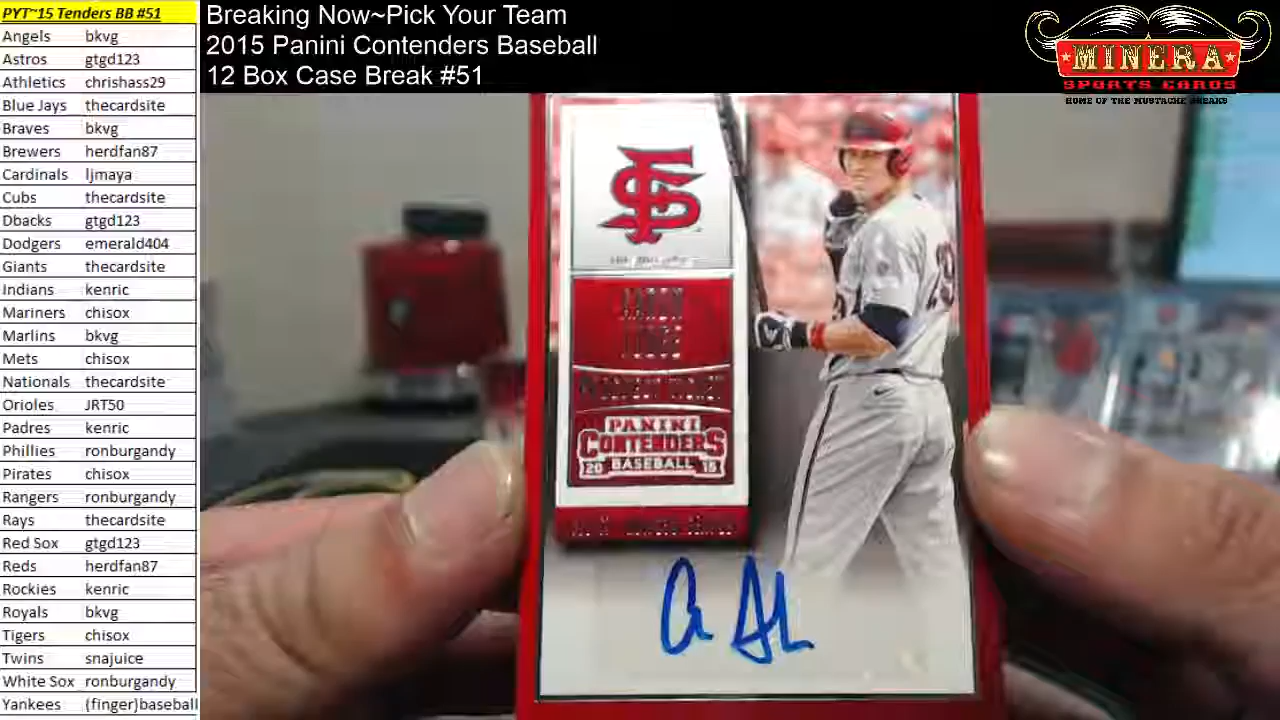 PYT~15 Tenders BB #51
Angels bkvg
Astros gtgd123
Athletics chrishass29
Blue Jays thecardsite
Braves bkvg
Brewers herdfan87
Cardinals ljmaya
Cubs thecardsite
Dbacks gtgd123
Dodgers emerald404
Giants thecardsite
Indians kenric
Mariners chisox
Marlins bkvg
Mets chisox
Nationals thecardsite
Orioles JRT50
Padres kenric
Phillies ronburgandy
Pirates chisox
Rangers ronburgandy
Rays thecardsite
Red Sox gtgd123
Reds herdfan87
Rockies kenric
Royals bkvg
Tigers chisox
Twins snajuice
White Sox ronburgandy
Yankees (finger)baseball
Breaking Now~Pick Your Team
2015 Panini Contenders Baseball
12 Box Case Break #51
MINERA
SPORTS CARDS
HOME OF THE MUSTACHE BREAKS
FS
PANINI
CONTENDERS
20 BASEBALL 15
29